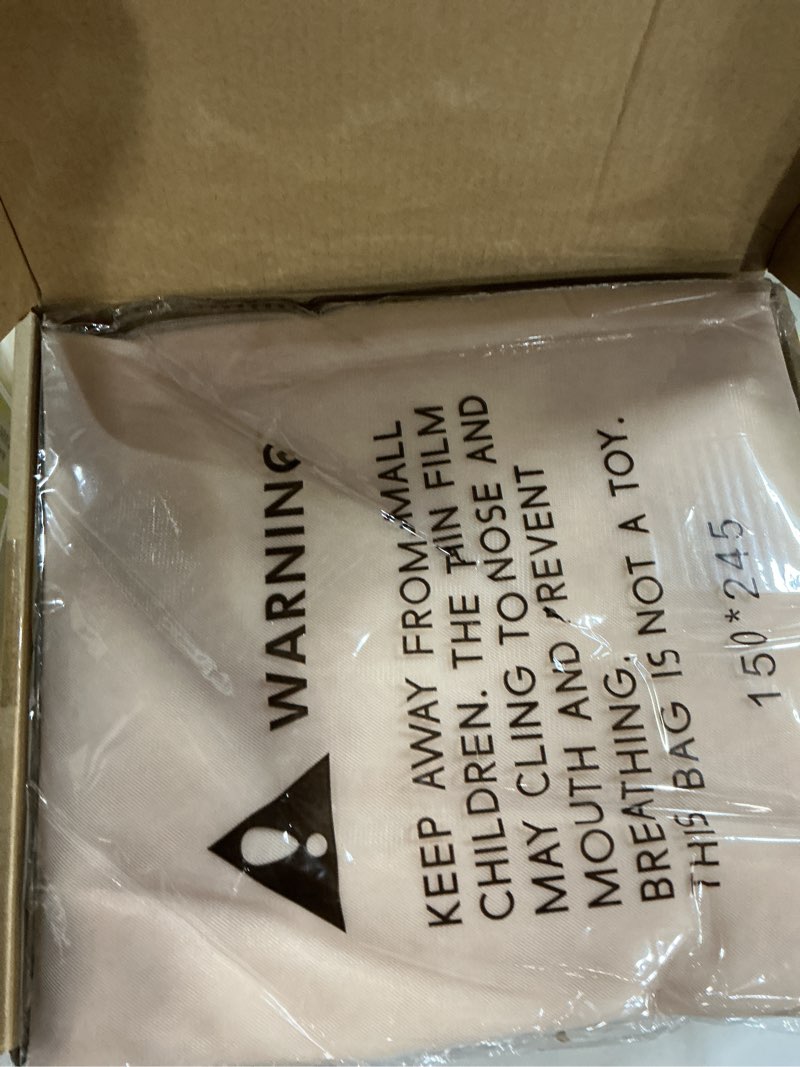 WARNING
KEEP AWAY FROM SMALL
CHILDREN. THE THIN FILM
MAY CLING TO NOSE AND
MOUTH AND PREVENT
BREATHING.
THIS BAG IS NOT A TOY.
150*245